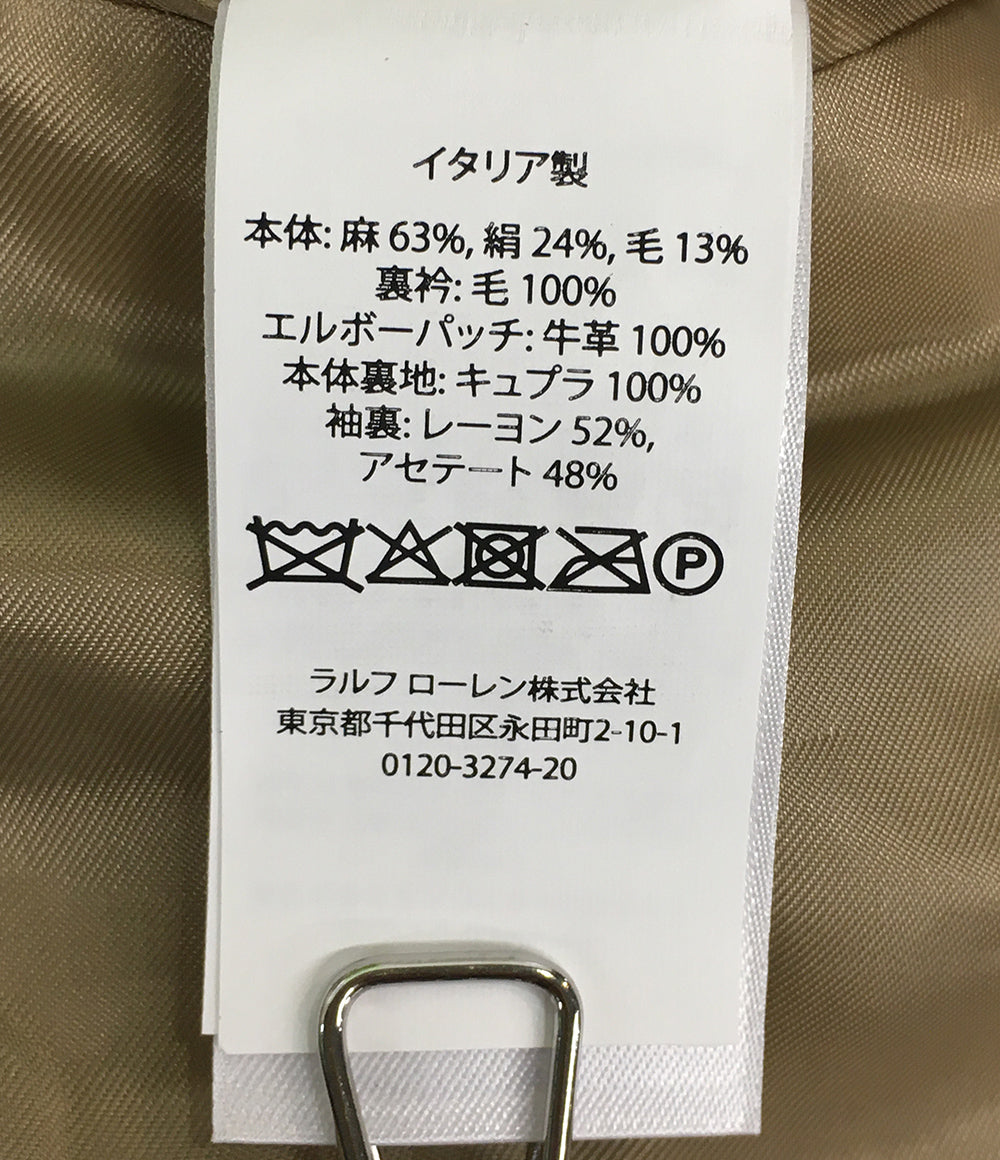 イタリア製
本体: 麻 63%, 絹 24%, 毛 13%
裏衿: 毛 100%
エルボーパッチ: 牛革 100%
本体裏地: キュプラ 100%
袖裏: レーヨン 52%,
アセテート 48%
P
ラルフ ローレン株式会社
東京都千代田区永田町2-10-1
0120-3274-20